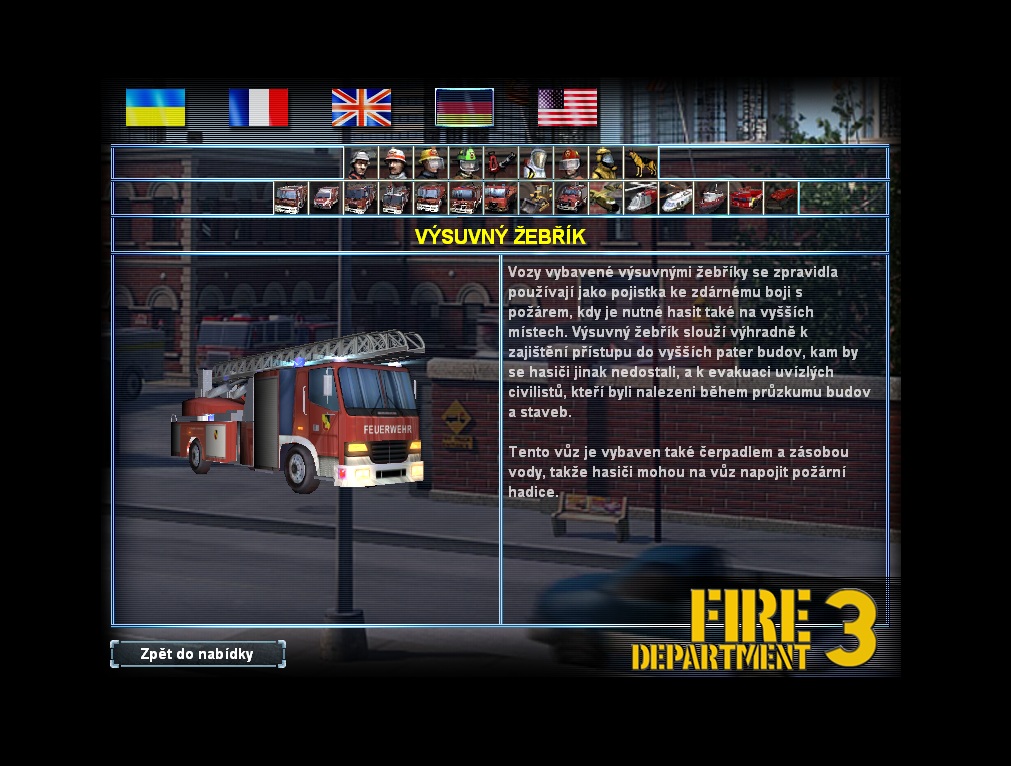 VÝSUVNÝ ŽEBŘÍK
Vozy vybavené výsuvnými žebříky se zpravidla
používají jako pojistka ke zdárnému boji s
požárem, kdy je nutné hasit také na vyšších
místech. Výsuvný žebřík slouží výhradně k
zajištění přístupu do vyšších pater budov, kam by
se hasiči jinak nedostali, a k evakuaci uvízlých
civilistů, kteří byli nalezeni během průzkumu budov
a staveb.
Tento vůz je vybaven také čerpadlem a zásobou
vody, takže hasiči mohou na vůz napojit požární
hadice.
FEUERWEHR
FIRE
DEPARTMENT 3
Zpět do nabídky